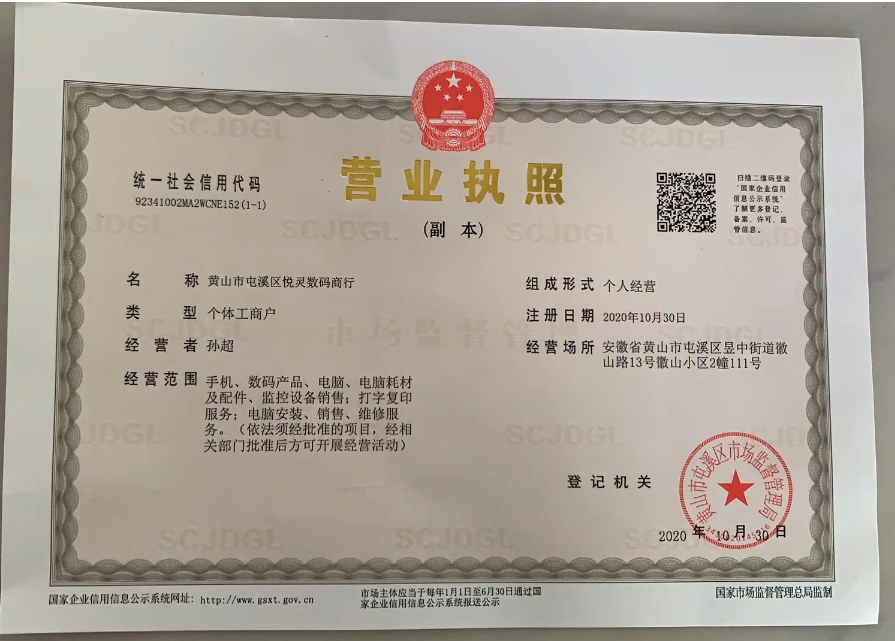 统一社会信用代码
92341002MA2WCNE152(1-1)
营业执照
(副 本)
扫描二维码登录
"国家企业信用
信息公示系统"
了解更多登记、
备案、许可、监
管信息。
名 称 黄山市屯溪区悦灵数码商行
类 型 个体工商户
经营者 孙超
经营范围 手机、数码产品、电脑、电脑耗材
及配件、监控设备销售；打字复印
服务；电脑安装、销售、维修服
务。（依法须经批准的项目，经相
关部门批准后方可开展经营活动）
组成形式 个人经营
注册日期 2020年10月30日
经营场所 安徽省黄山市屯溪区昱中街道徽
山路13号徽山小区2幢111号
登记机关
黄山市屯溪区市场监督管理局
2020 年 10 月 30 日
SCJDGL
SCJDGL
SCJDGL
SCJDGL
SCJDGL
市场监督管
SCJDGL
SCJDGL
SCJDGL
SCJDGL
国家企业信用信息公示系统网址：http://www.gsxt.gov.cn
市场主体应当于每年1月1日至6月30日通过国
家企业信用信息公示系统报送公示
国家市场监督管理总局监制